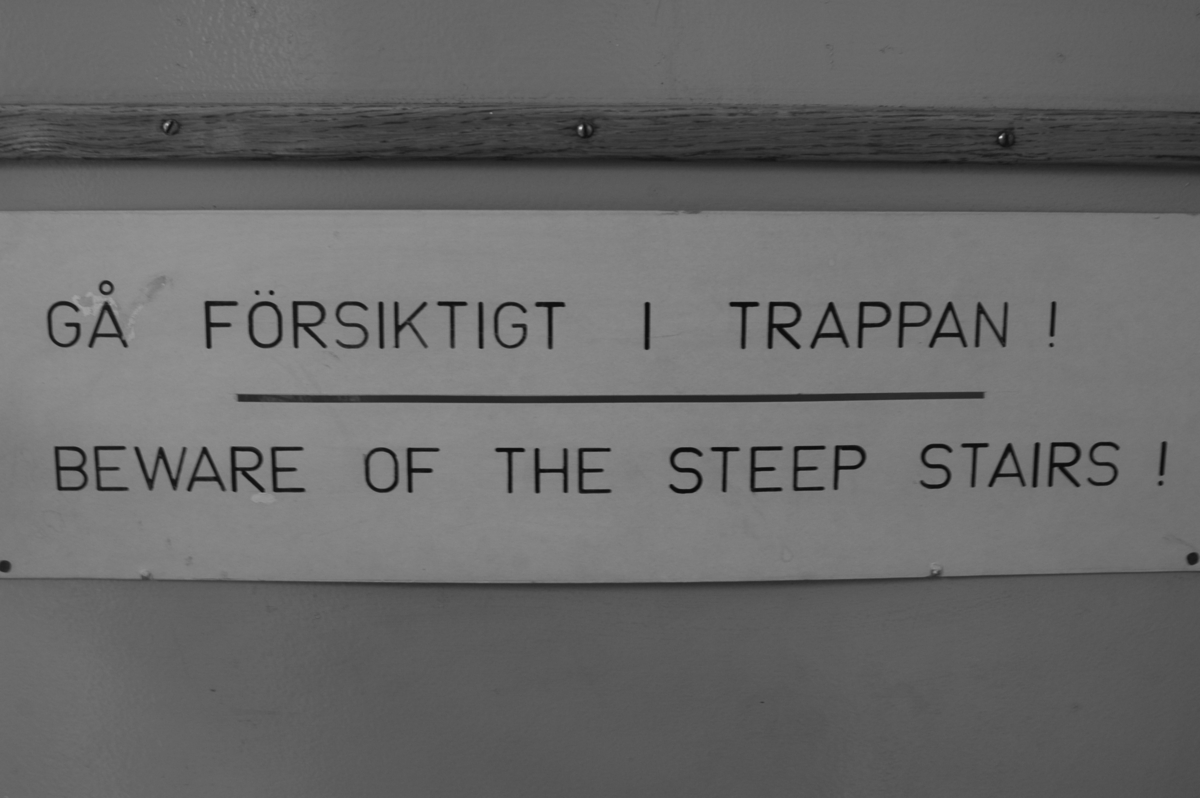 GÅ FÖRSIKTIGT I TRAPPAN !
BEWARE OF THE STEEP STAIRS !